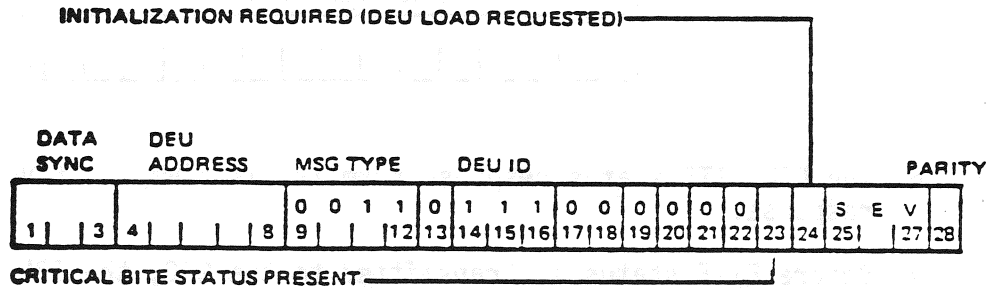 INITIALIZATION REQUIRED (DEU LOAD REQUESTED)
DATA SYNC DEU ADDRESS MSG TYPE DEU ID PARITY
0 0 1 1 0 1 1 1 0 0 0 0 0 0 S E V
1 3 4 8 9 12 13 14 15 16 17 18 19 20 21 22 23 24 25 27 28
CRITICAL BITE STATUS PRESENT